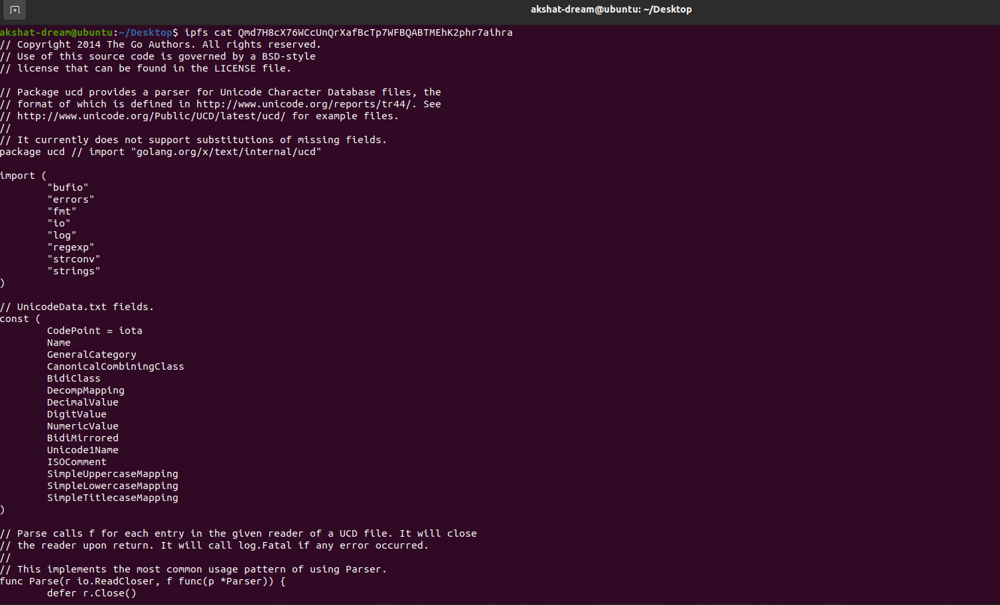 akshat-dream@ubuntu: ~/Desktop
akshat-dream@ubuntu:~/Desktop$ ipfs cat Qmd7H8cX76WCcUnQrXafBcTp7WFBQABTMEhK2phr7aihra
// Copyright 2014 The Go Authors. All rights reserved.
// Use of this source code is governed by a BSD-style
// license that can be found in the LICENSE file.

// Package ucd provides a parser for Unicode Character Database files, the
// format of which is defined in http://www.unicode.org/reports/tr44/. See
// http://www.unicode.org/Public/UCD/latest/ucd/ for example files.
//
// It currently does not support substitutions of missing fields.
package ucd // import "golang.org/x/text/internal/ucd"

import (
        "bufio"
        "errors"
        "fmt"
        "io"
        "log"
        "regexp"
        "strconv"
        "strings"
)

// UnicodeData.txt fields.
const (
        CodePoint = iota
        Name
        GeneralCategory
        CanonicalCombiningClass
        BidiClass
        DecompMapping
        DecimalValue
        DigitValue
        NumericValue
        BidiMirrored
        Unicode1Name
        ISOComment
        SimpleUppercaseMapping
        SimpleLowercaseMapping
        SimpleTitlecaseMapping
)

// Parse calls f for each entry in the given reader of a UCD file. It will close
// the reader upon return. It will call log.Fatal if any error occurred.
//
// This implements the most common usage pattern of using Parser.
func Parse(r io.ReadCloser, f func(p *Parser)) {
        defer r.Close()